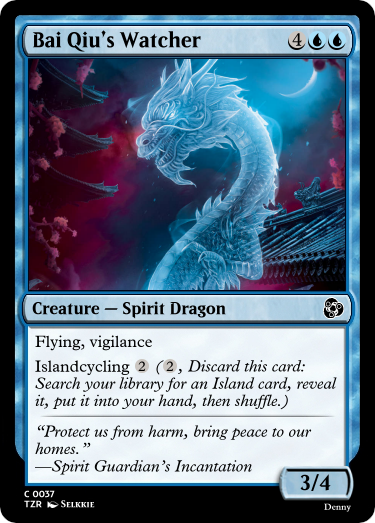 Bai Qiu's Watcher 4
Creature — Spirit Dragon
Flying, vigilance
Islandcycling 2 (2, Discard this card:
Search your library for an Island card, reveal
it, put it into your hand, then shuffle.)
“Protect us from harm, bring peace to our
homes.”
—Spirit Guardian's Incantation
3/4
C 0037
TZR Selkkie
Denny